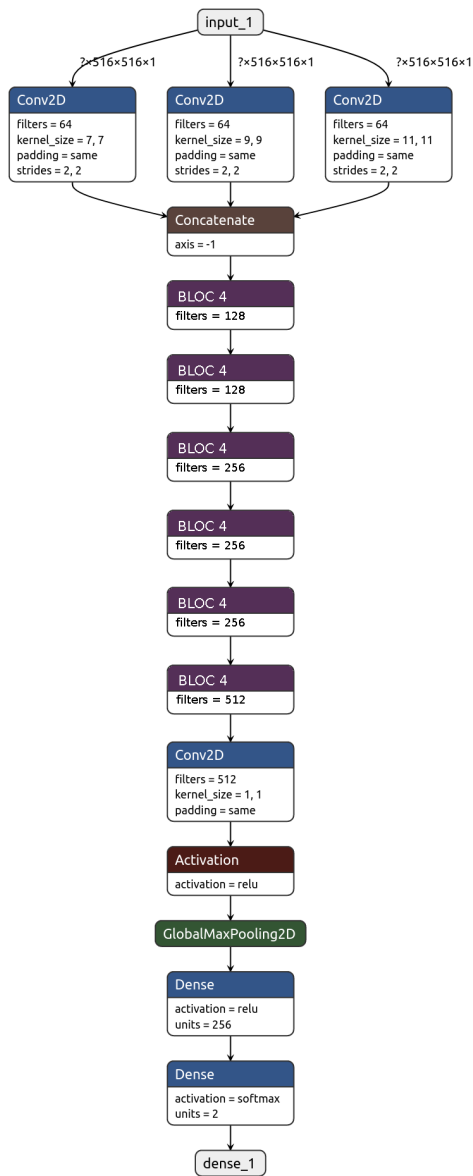 input_1
?×516×516×1
?×516×516×1
?×516×516×1
Conv2D
filters = 64
kernel_size = 7, 7
padding = same
strides = 2, 2
Conv2D
filters = 64
kernel_size = 9, 9
padding = same
strides = 2, 2
Conv2D
filters = 64
kernel_size = 11, 11
padding = same
strides = 2, 2
Concatenate
axis = -1
BLOC 4
filters = 128
BLOC 4
filters = 128
BLOC 4
filters = 256
BLOC 4
filters = 256
BLOC 4
filters = 256
BLOC 4
filters = 512
Conv2D
filters = 512
kernel_size = 1, 1
padding = same
Activation
activation = relu
GlobalMaxPooling2D
Dense
activation = relu
units = 256
Dense
activation = softmax
units = 2
dense_1